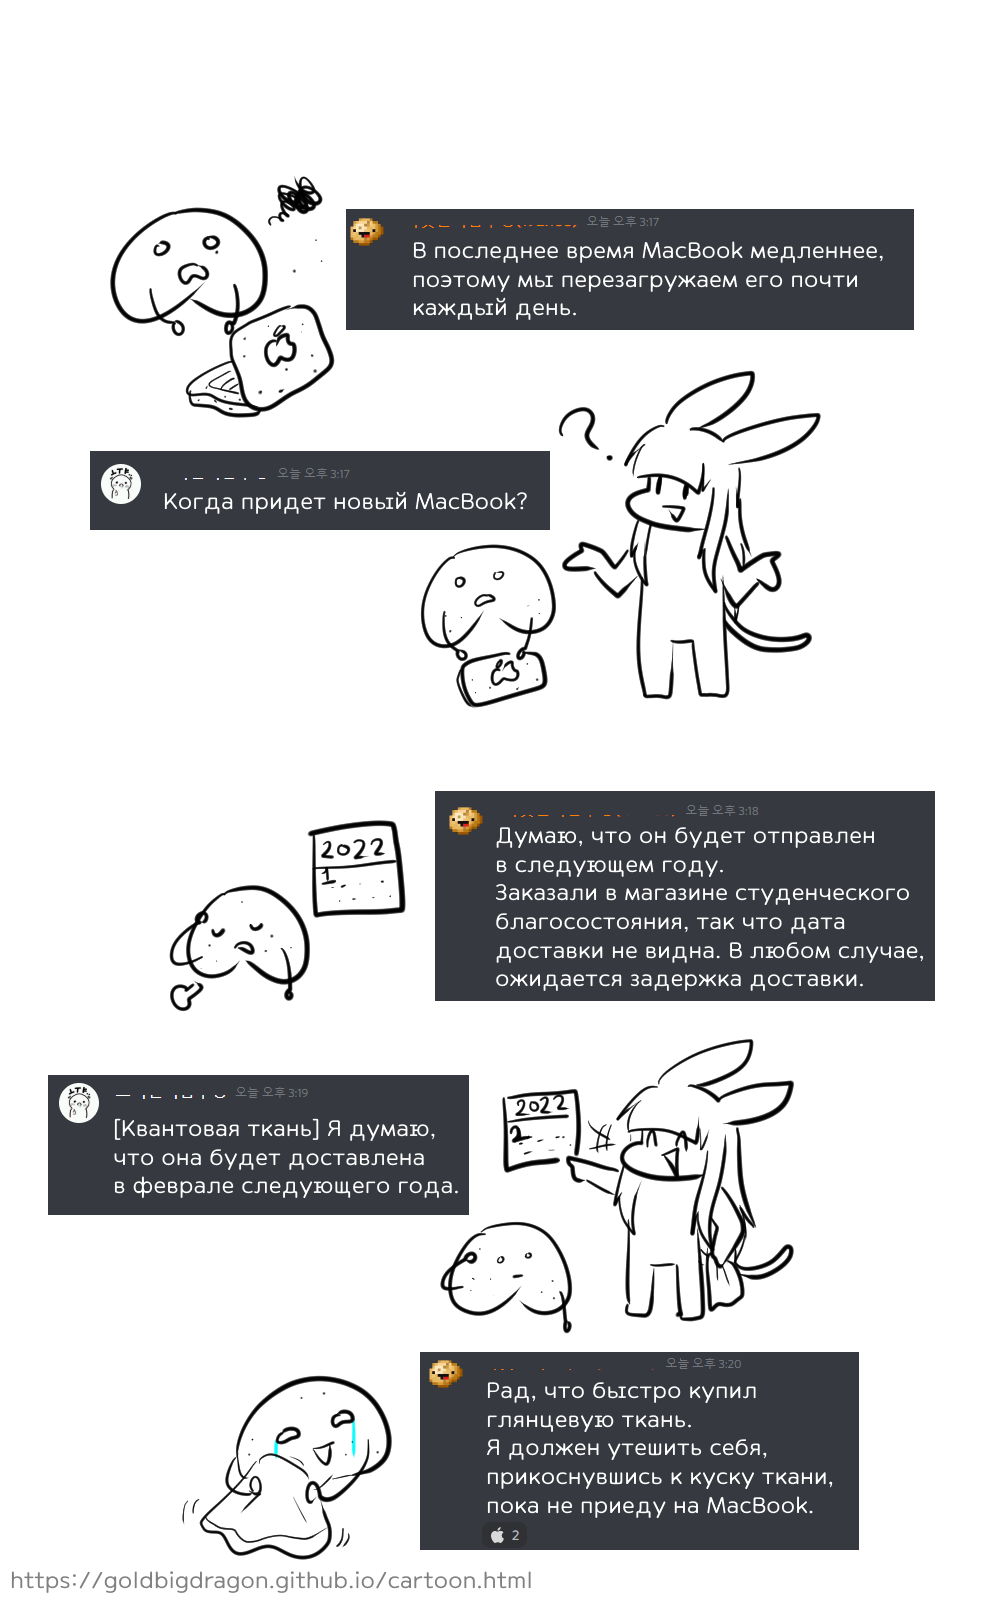 오늘 오후 3:17
В последнее время MacBook медленнее,
поэтому мы перезагружаем его почти
каждый день.
LTF
오늘 오후 3:17
Когда придет новый MacBook?
오늘 오후 3:18
2022
1
Думаю, что он будет отправлен
в следующем году.
Заказали в магазине студенческого
благосостояния, так что дата
доставки не видна. В любом случае,
ожидается задержка доставки.
LTF
오늘 오후 3:19
[Квантовая ткань] Я думаю,
что она будет доставлена
в феврале следующего года.
2022
2
오늘 오후 3:20
Рад, что быстро купил
глянцевую ткань.
Я должен утешить себя,
прикоснувшись к куску ткани,
пока не приеду на MacBook.
2
https://goldbigdragon.github.io/cartoon.html